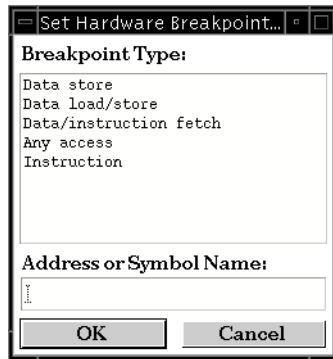 Set Hardware Breakpoint...
Breakpoint Type:
Data store
Data load/store
Data/instruction fetch
Any access
Instruction
Address or Symbol Name:
OK Cancel